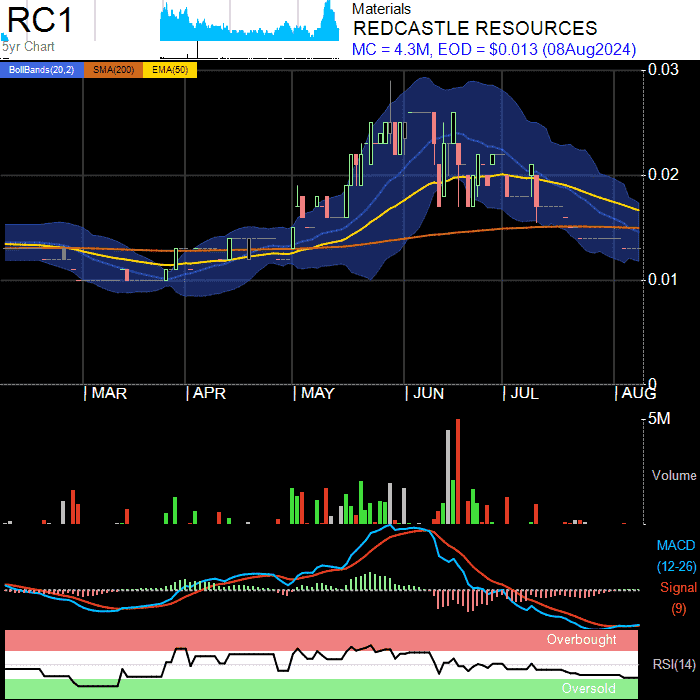 RC1
5yr Chart
Materials
REDCASTLE RESOURCES
MC = 4.3M, EOD = $0.013 (08Aug2024)
BollBands(20,2) SMA(200) EMA(50)
0.03
0.02
0.01
0
MAR APR MAY JUN JUL AUG
5M
Volume
MACD
(12-26)
Signal
(9)
Overbought
RSI(14)
Oversold